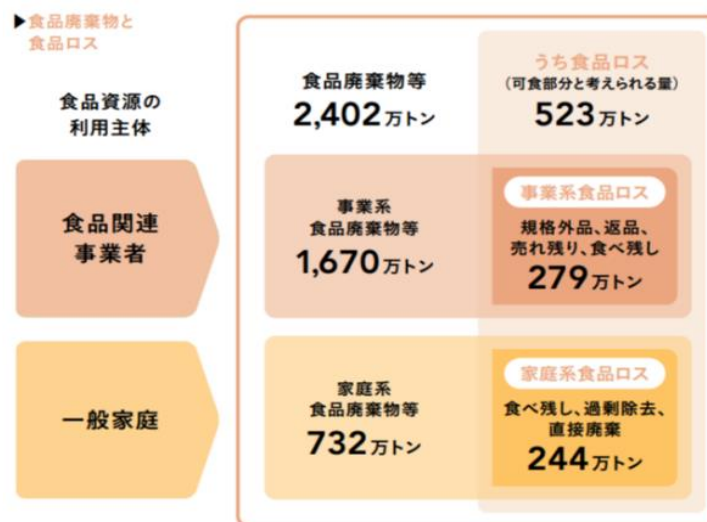 ▶食品廃棄物と
食品ロス
食品資源の
利用主体
食品廃棄物等
2,402万トン
うち食品ロス
(可食部分と考えられる量)
523万トン
食品関連
事業者
事業系
食品廃棄物等
1,670万トン
事業系食品ロス
規格外品、返品、
売れ残り、食べ残し
279万トン
一般家庭
家庭系
食品廃棄物等
732万トン
家庭系食品ロス
食べ残し、過剰除去、
直接廃棄
244万トン